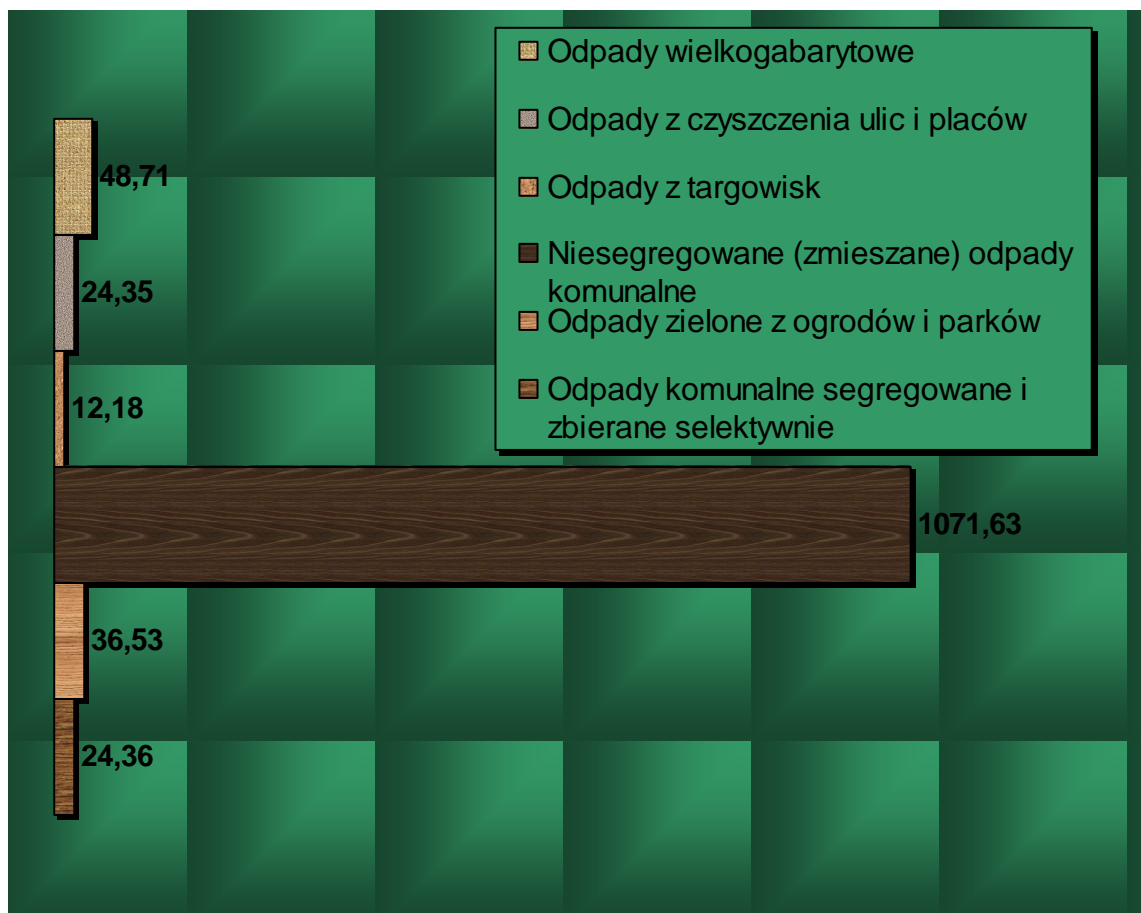 Odpady wielkogabarytowe
Odpady z czyszczenia ulic i placów
Odpady z targowisk
Niesegregowane (zmieszane) odpady
komunalne
Odpady zielone z ogrodów i parków
Odpady komunalne segregowane i
zbierane selektywnie
48,71
24,35
12,18
1071,63
36,53
24,36